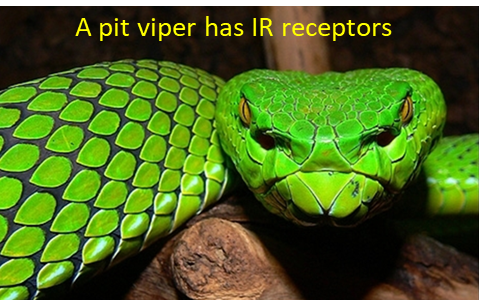 A pit viper has IR receptors